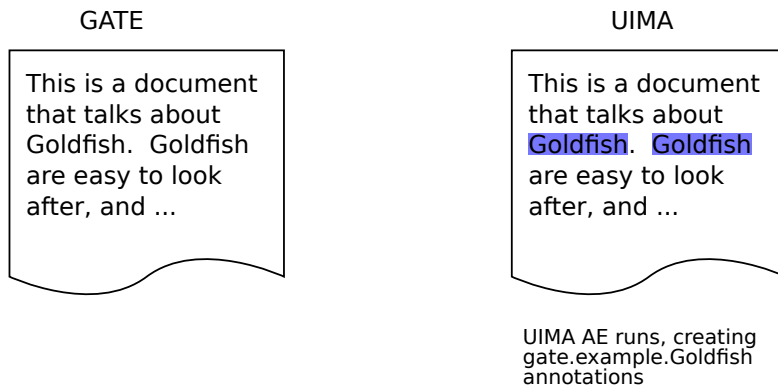 GATE
This is a document
that talks about
Goldfish.  Goldfish
are easy to look
after, and ...
UIMA
This is a document
that talks about
Goldfish.  Goldfish
are easy to look
after, and ...
UIMA AE runs, creating
gate.example.Goldfish
annotations